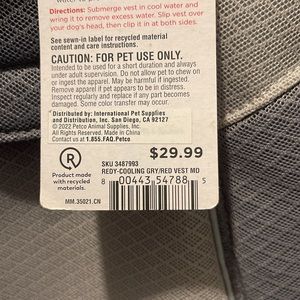 Directions: Submerge vest in cool water and
wring it to remove excess water. Slip vest over
your dog's head, then clip it in at both sides.
See sewn-in label for recycled material
content and care instructions.
CAUTION: FOR PET USE ONLY.
Intended to be used for a short duration and always
under adult supervision. Do not allow pet to chew on
or ingest the apparel. May be harmful if ingested.
Remove apparel if pet appears to be in distress.
Inspect regularly and replace if any part becomes
damaged. Some color transfer may occur.
Distributed by: International Pet Supplies
and Distribution, Inc. San Diego, CA 92127
© 2022 Petco Animal Supplies, Inc.
All Rights Reserved. Made in China
Contact us at 1.855.FAQ.Petco
$29.99
R
Product made
with recycled
materials.
SKU 3487993
REDY-COOLING GRY/RED VEST MD
8 00443 54788 5
MM.35021.CN